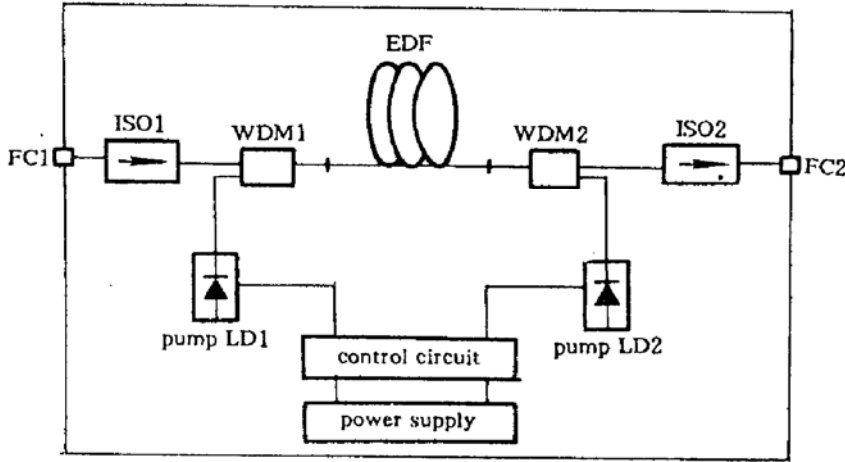 EDF
ISO1
WDM1
WDM2
ISO2
FC1
FC2
pump LD1
control circuit
pump LD2
power supply